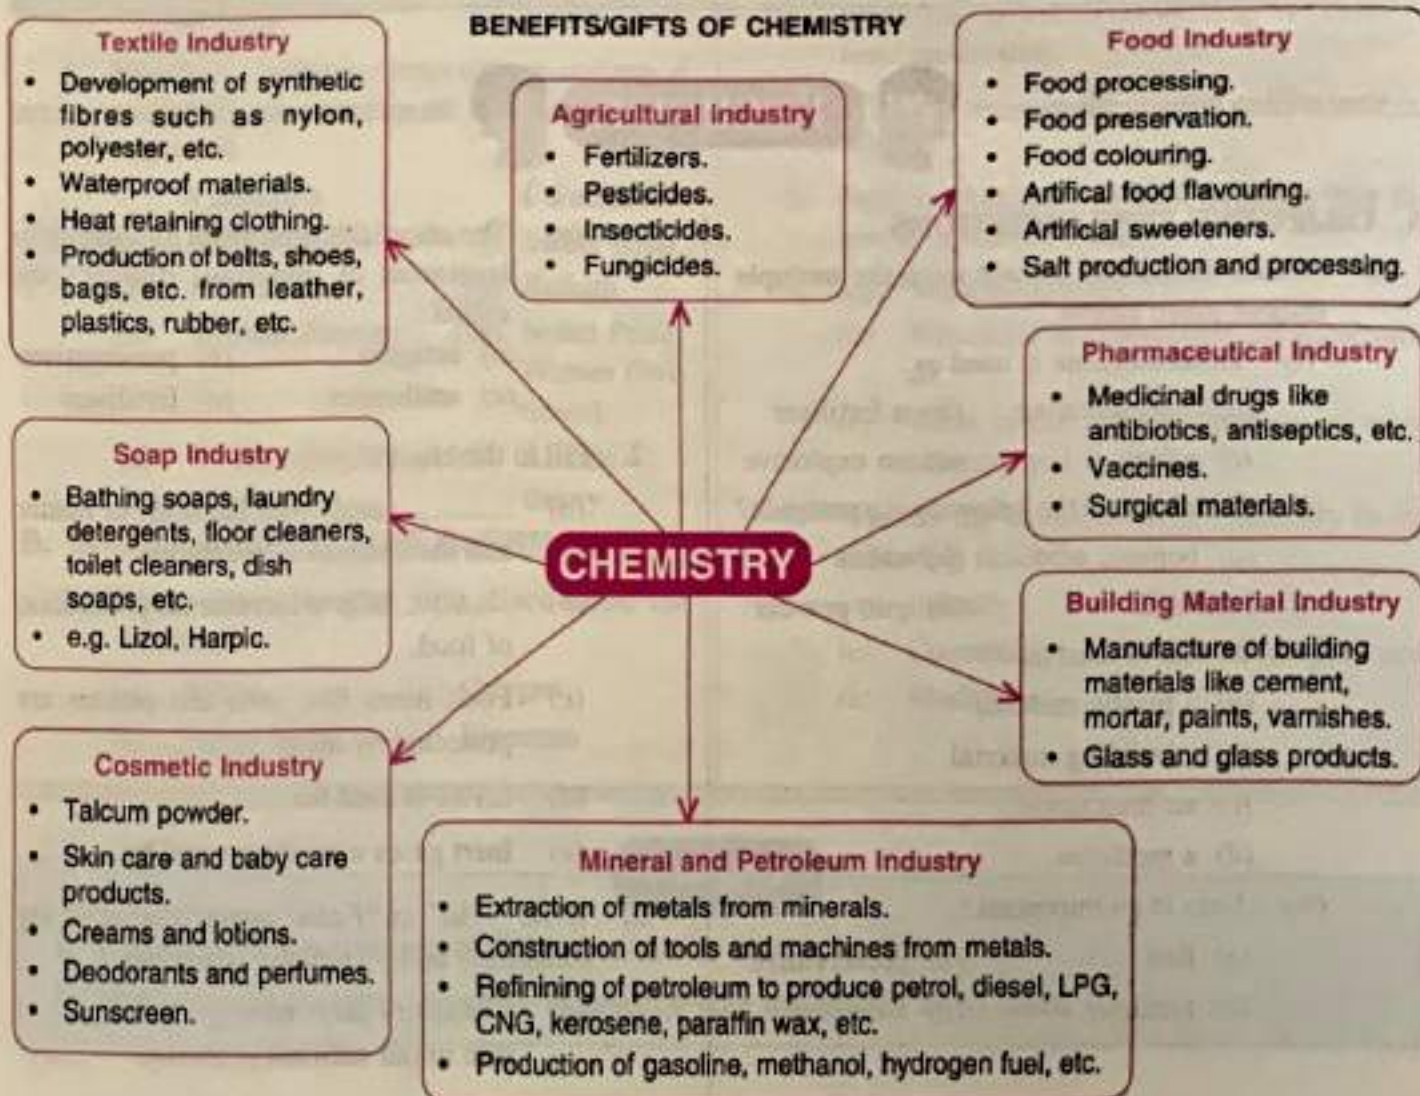 BENEFITS/GIFTS OF CHEMISTRY
Textile Industry
• Development of synthetic
fibres such as nylon,
polyester, etc.
• Waterproof materials.
• Heat retaining clothing.
• Production of belts, shoes,
bags, etc. from leather,
plastics, rubber, etc.
Agricultural industry
• Fertilizers.
• Pesticides.
• Insecticides.
• Fungicides.
Food Industry
• Food processing.
• Food preservation.
• Food colouring.
• Artifical food flavouring.
• Artificial sweeteners.
• Salt production and processing.
Soap Industry
• Bathing soaps, laundry
detergents, floor cleaners,
toilet cleaners, dish
soaps, etc.
• e.g. Lizol, Harpic.
CHEMISTRY
Pharmaceutical Industry
• Medicinal drugs like
antibiotics, antiseptics, etc.
• Vaccines.
• Surgical materials.
Building Material Industry
• Manufacture of building
materials like cement,
mortar, paints, varnishes.
• Glass and glass products.
Cosmetic Industry
• Talcum powder.
• Skin care and baby care
products.
• Creams and lotions.
• Deodorants and perfumes.
• Sunscreen.
Mineral and Petroleum Industry
• Extraction of metals from minerals.
• Construction of tools and machines from metals.
• Refinining of petroleum to produce petrol, diesel, LPG,
CNG, kerosene, paraffin wax, etc.
• Production of gasoline, methanol, hydrogen fuel, etc.